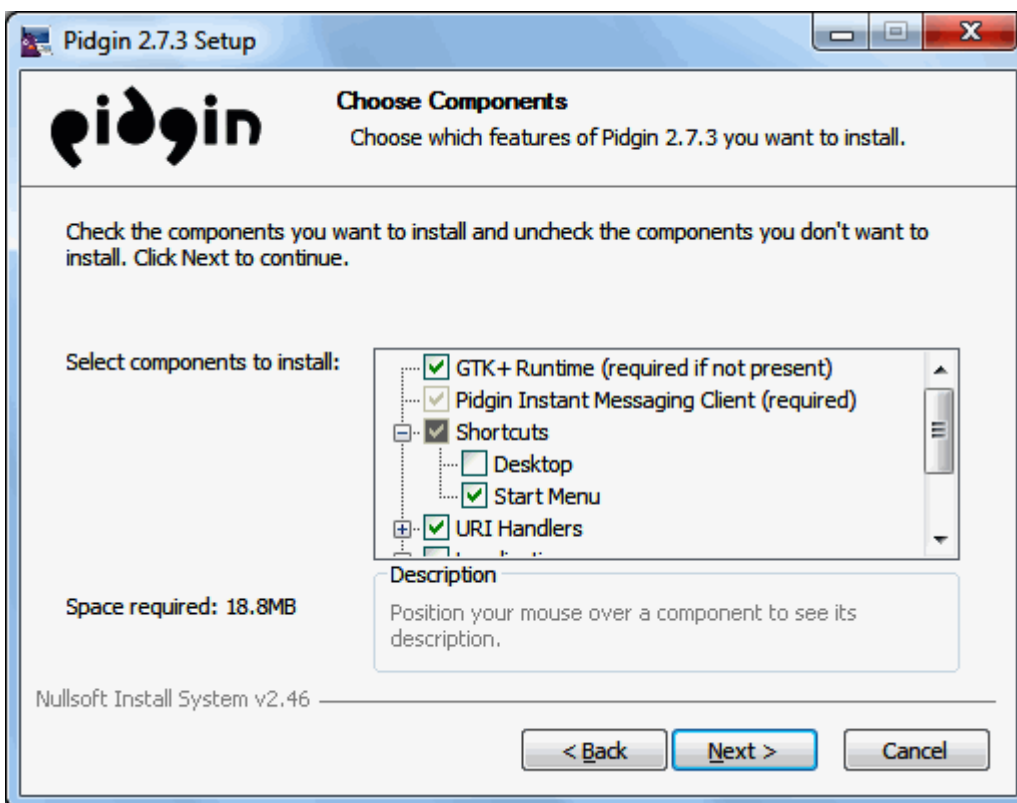 Pidgin 2.7.3 Setup
pidgin
Choose Components
Choose which features of Pidgin 2.7.3 you want to install.
Check the components you want to install and uncheck the components you don't want to
install. Click Next to continue.
Select components to install:
GTK+ Runtime (required if not present)
Pidgin Instant Messaging Client (required)
Shortcuts
Desktop
Start Menu
URI Handlers
Description
Space required: 18.8MB
Position your mouse over a component to see its
description.
Nullsoft Install System v2.46
< Back
Next >
Cancel